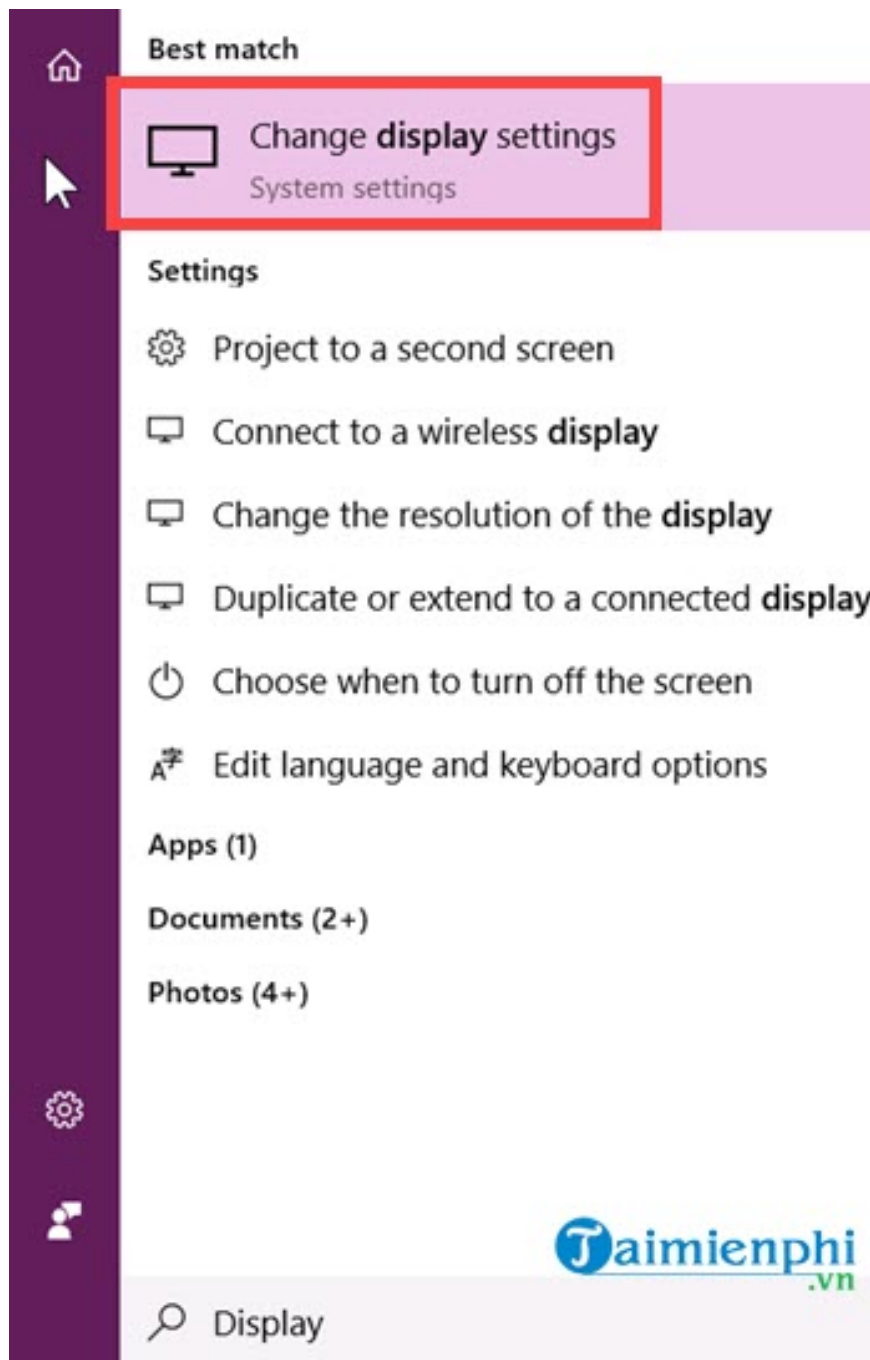 Best match
Change display settings
System settings
Settings
Project to a second screen
Connect to a wireless display
Change the resolution of the display
Duplicate or extend to a connected display
Choose when to turn off the screen
A字 Edit language and keyboard options
Apps (1)
Documents (2+)
Photos (4+)
Taimienphi
.vn
Display